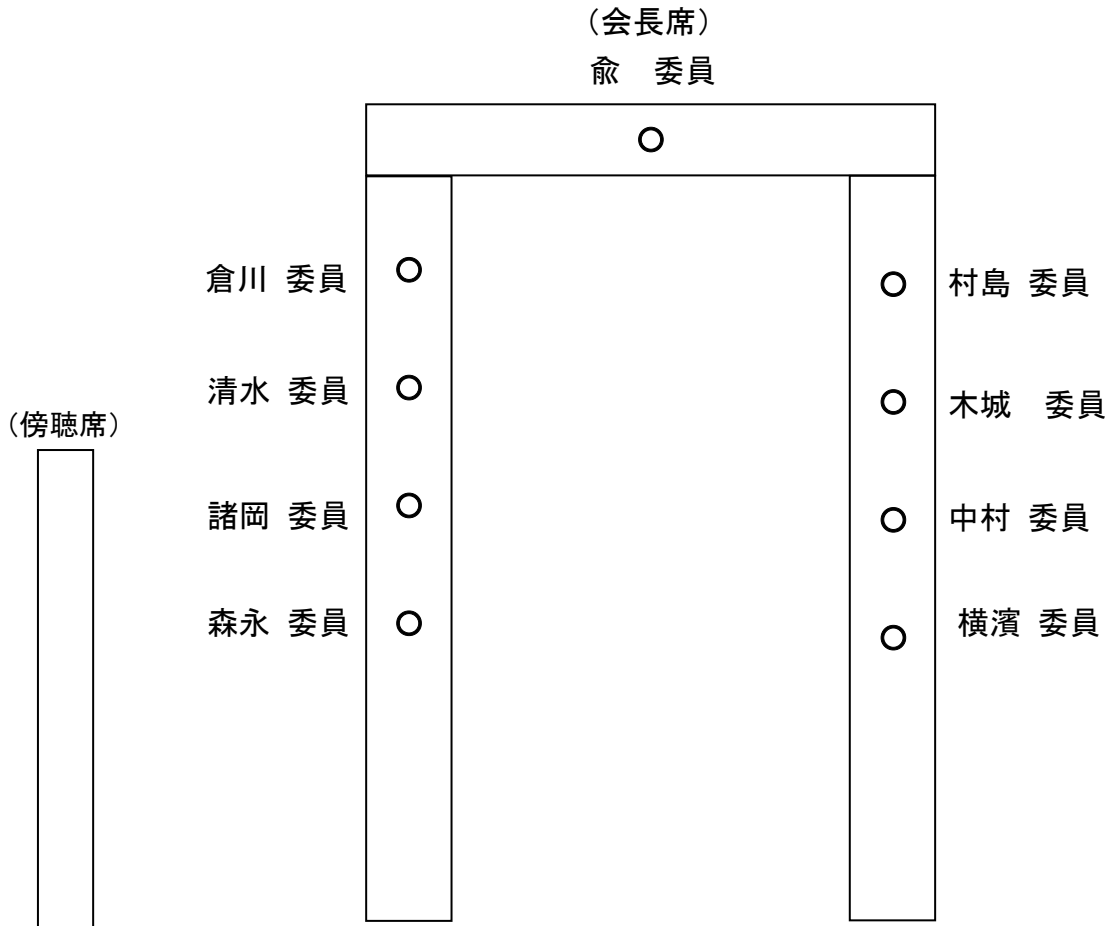 （会長席）
兪　委員
倉川 委員
村島 委員
清水 委員
木城　委員
（傍聴席）
諸岡 委員
中村 委員
森永 委員
横濱 委員